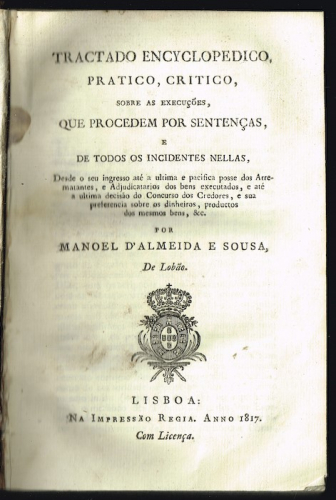 TRACTADO ENCYCLOPEDICO,
PRATICO, CRITICO,
SOBRE AS EXECUÇÕES,
QUE PROCEDEM POR SENTENÇAS,
E
DE TODOS OS INCIDENTES NELLAS,
Desde o seu ingresso até a ultima e pacifica posse dos Arre-
matantes, e Adjudicatarios dos bens executados, e até
a ultima decisão do Concurso dos Credores, e sua
preferencia sobre os dinheiros, productos
dos mesmos bens, &c.
POR
MANOEL D'ALMEIDA E SOUSA,
De Lobão.
LISBOA:
NA IMPRESSÃO REGIA. ANNO 1817.
Com Licença.